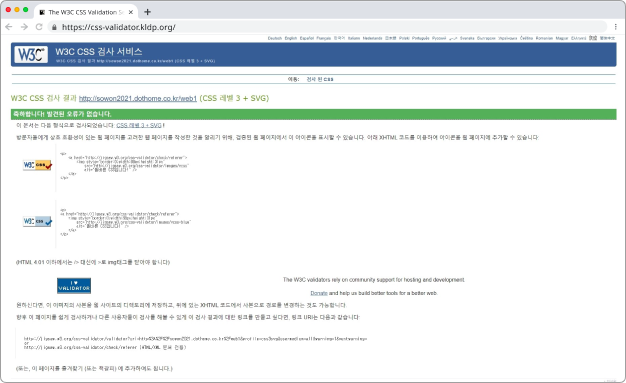 The W3C CSS Validation S
https://css-validator.kldp.org/
Deutsch English Español Français 한국어 Italiano Nederlands 日本語 Polski Português Русский فارسی Svenska Български Українська Čeština Romanian Magyar Ελληνικά हिन्दी 简体中文
W3C CSS 검사 서비스
W3C CSS 검사 결과 http://sowon2021.dothome.co.kr/web1 (CSS 레벨 3 + SVG)
이동: 검사 된 CSS
W3C CSS 검사 결과 http://sowon2021.dothome.co.kr/web1 (CSS 레벨 3 + SVG)
축하합니다! 발견된 오류가 없습니다.
이 문서는 다음 형식으로 검사되었습니다. CSS 레벨 3 + SVG !
방문자들에게 상호 호환성이 있는 웹 페이지를 고려한 웹 페이지를 작성한 것을 알리기 위해, 검증된 웹 페이지에서 이 아이콘을 표시할 수 있습니다. 아래 XHTML 코드를 이용하여 아이콘을 웹 페이지에 추가할 수 있습니다:
W3C CSS
<p>
</a>
</p>
W3C CSS
<p>
</a>
</p>
(HTML 4.01 이하에서는 /> 대신에 >로 img태그를 닫아야 합니다)
I ♥ VALIDATOR
The W3C validators rely on community support for hosting and development.
Donate and help us build better tools for a better web.
원하신다면, 이 이미지의 사본을 웹 사이트의 디렉토리에 저장하고, 위에 있는 XHTML 코드에서 사본으로 경로를 변경하는 것도 가능합니다.
향후 이 페이지를 쉽게 검사하거나 다른 사용자들이 검사를 해볼 수 있게 이 검사 결과에 대한 링크를 만들고 싶다면, 링크 URI는 다음과 같습니다:
or
(또는, 이 페이지를 즐겨찾기 (또는 책갈피) 에 추가하여도 됩니다.)